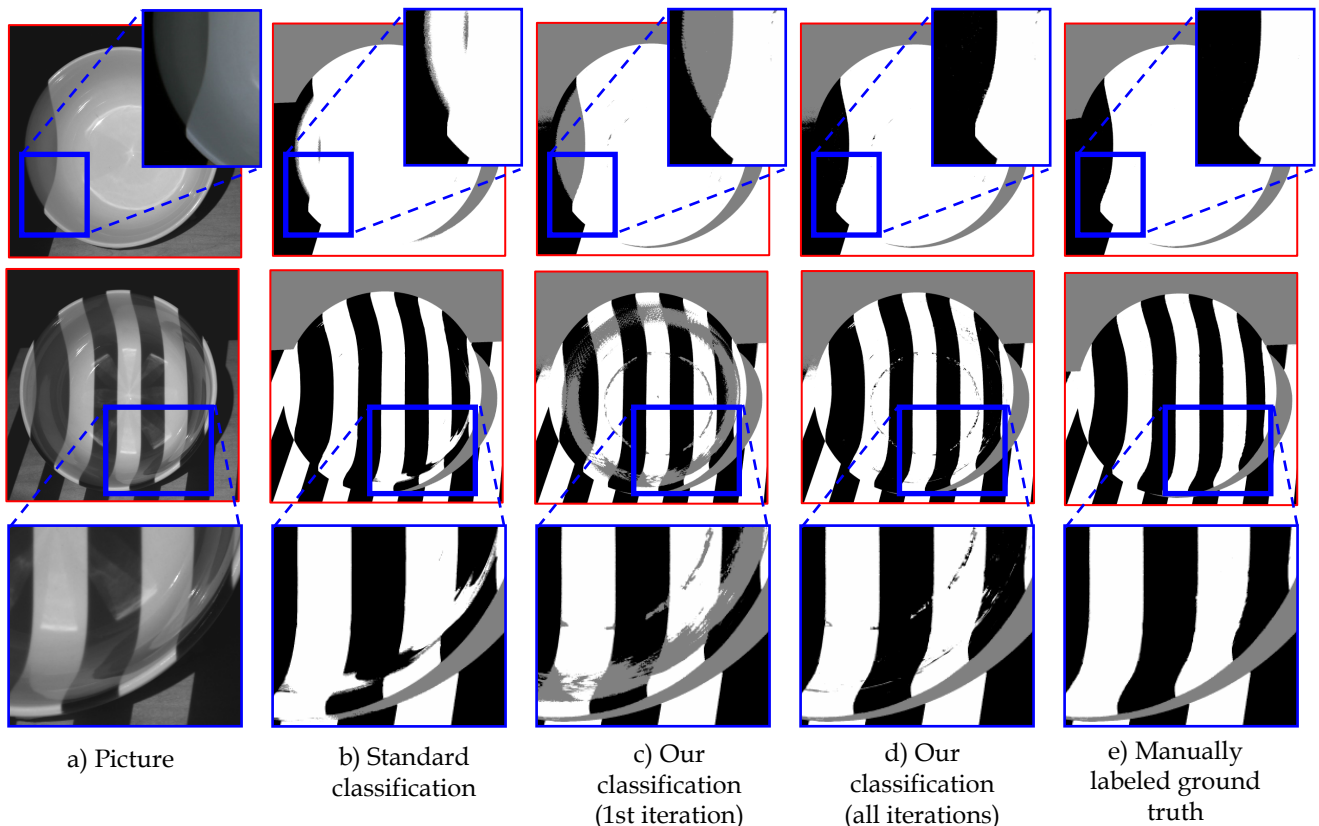 a) Picture
b) Standard
classification
c) Our
classification
(1st iteration)
d) Our
classification
(all iterations)
e) Manually
labeled ground
truth